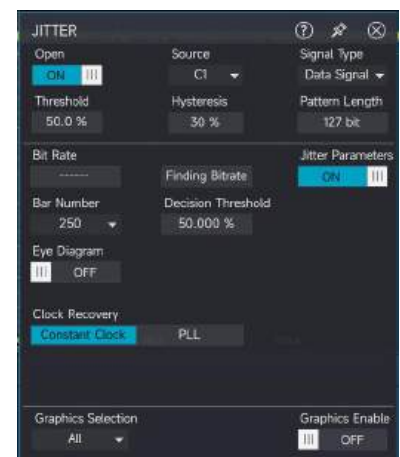 JITTER
Open Source Signal Type
ON C1 Data Signal
Threshold Hysteresis Pattern Length
50.0 % 30 % 127 bit
Bit Rate Jitter Parameters
------ Finding Bitrate ON
Bar Number Decision Threshold
250 50.000 %
Eye Diagram
OFF
Clock Recovery
Constant Clock PLL
Graphics Selection Graphics Enable
All OFF